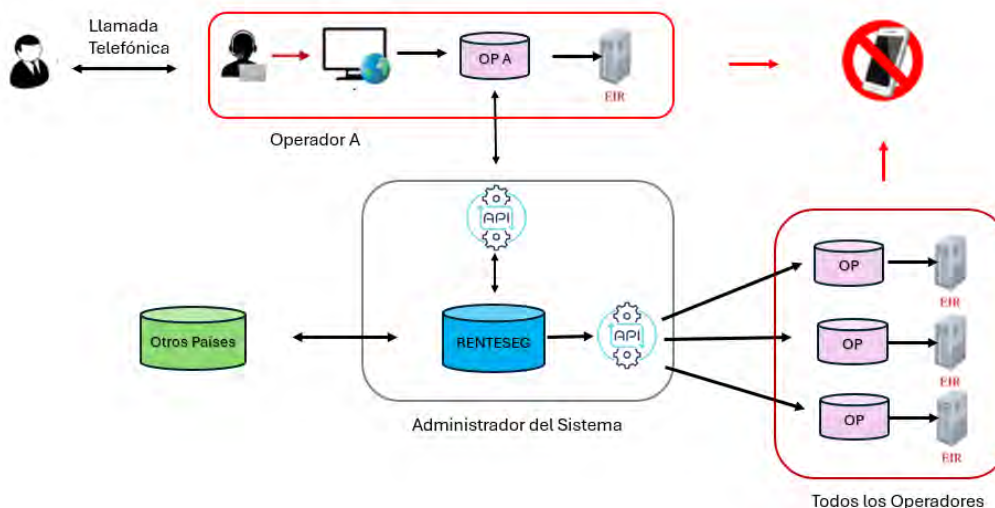 Llamada
Telefónica
OP A
EIR
Operador A
API
OP
EIR
Otros Países
RENTESEG
API
OP
EIR
OP
EIR
Administrador del Sistema
Todos los Operadores